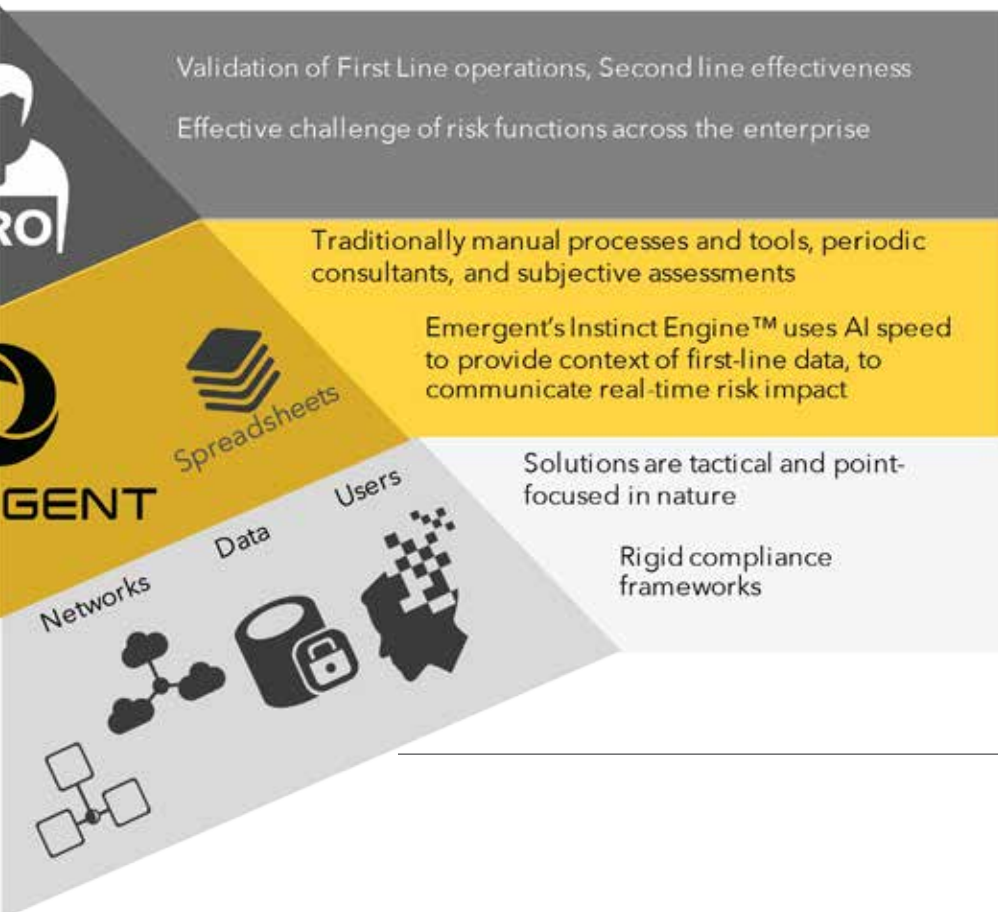 Validation of First Line operations, Second line effectiveness
Effective challenge of risk functions across the enterprise
RO
Traditionally manual processes and tools, periodic
consultants, and subjective assessments
Emergent's Instinct Engine™ uses AI speed
to provide context of first-line data, to
communicate real-time risk impact
Spreadsheets
GENT
Solutions are tactical and point-
focused in nature
Rigid compliance
frameworks
Users
Data
Networks